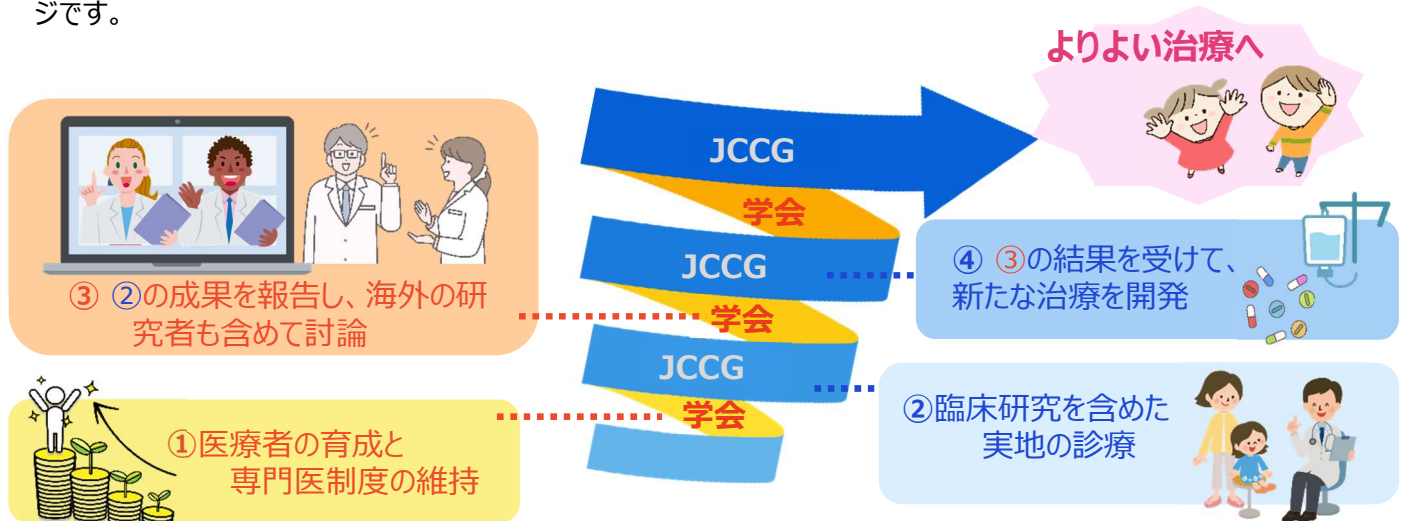 ジです。
よりよい治療へ
JCCG
学会
JCCG
学会
JCCG
学会
④ ③の結果を受けて、
新たな治療を開発
③ ②の成果を報告し、海外の研
究者も含めて討論
②臨床研究を含めた
実地の診療
①医療者の育成と
専門医制度の維持